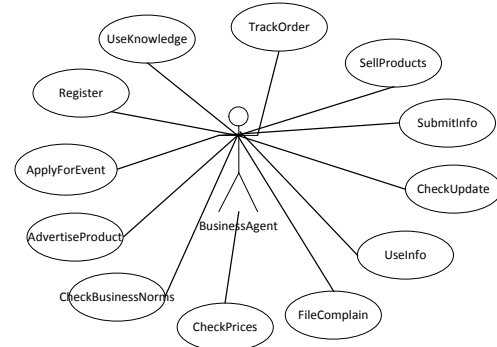 TrackOrder
UseKnowledge
SellProducts
Register
SubmitInfo
ApplyForEvent
CheckUpdate
BusinessAgent
AdvertiseProduct
UseInfo
CheckBusinessNorms
FileComplain
CheckPrices